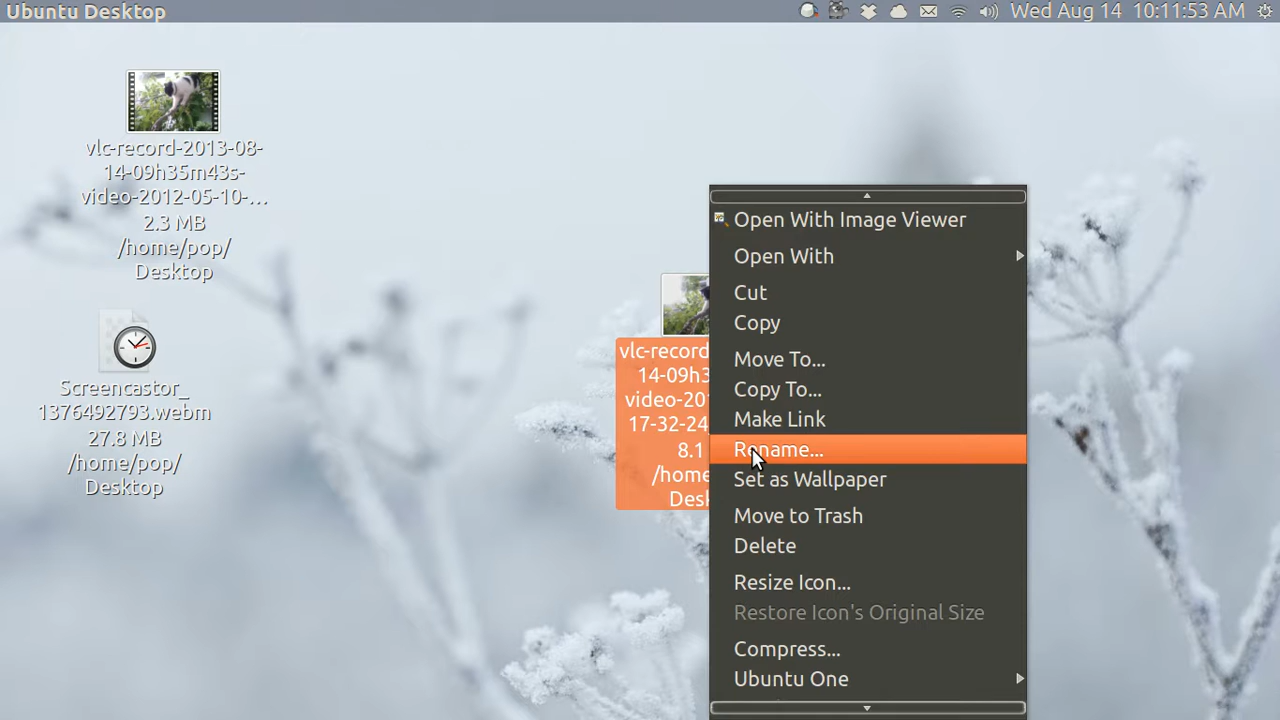 Ubuntu Desktop
Wed Aug 14 10:11:53 AM
vlc-record-2013-08-
14-09h35m43s-
video-2012-05-10-...
2.3 MB
/home/pop/
Desktop
Screencastor_
1376492793.webm
27.8 MB
/home/pop/
Desktop
vlc-record
14-09h3
video-20
17-32-24
8.1
/home
Desk
Open With Image Viewer
Open With
Cut
Copy
Move To...
Copy To...
Make Link
Rename...
Set as Wallpaper
Move to Trash
Delete
Resize Icon...
Restore Icon's Original Size
Compress...
Ubuntu One